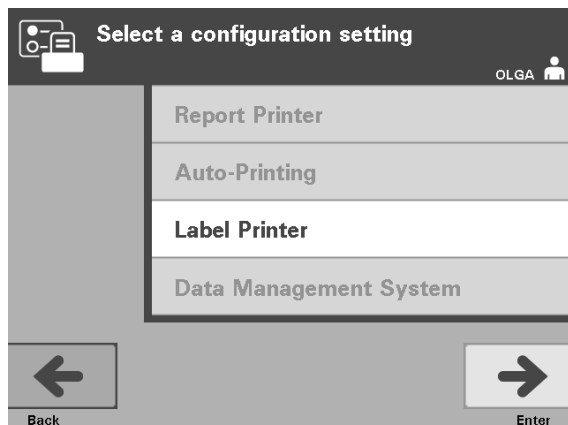 Select a configuration setting
OLGA
Report Printer
Auto-Printing
Label Printer
Data Management System
Back
Enter